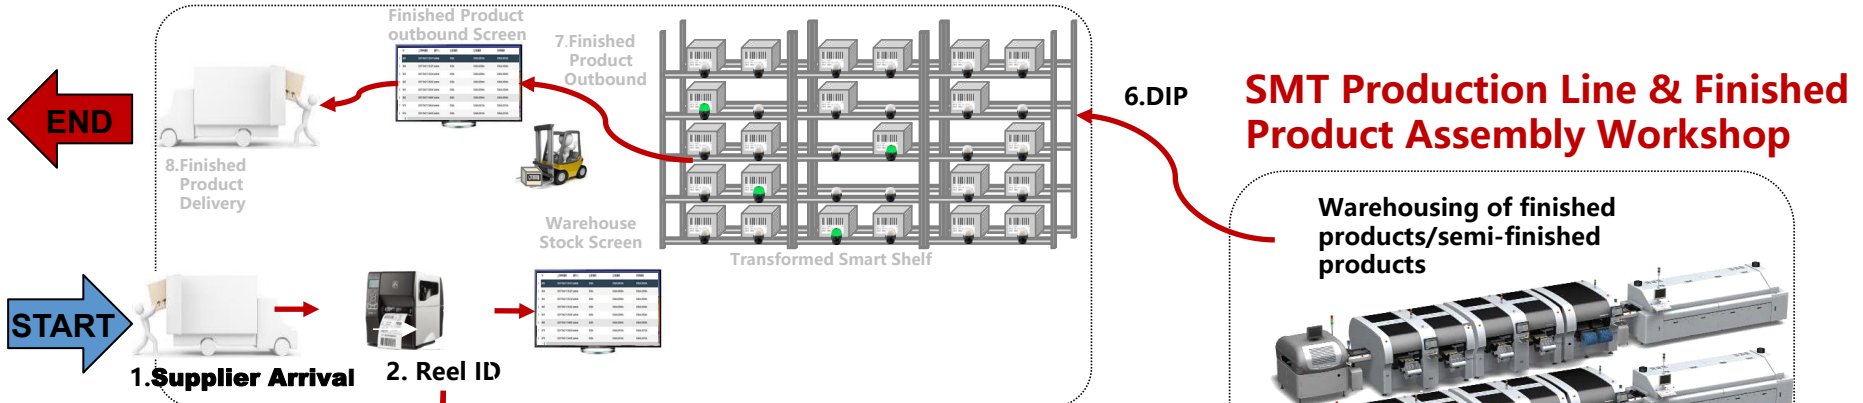 Finished Product
outbound Screen
7.Finished
Product
Outbound
6.DIP
SMT Production Line & Finished
Product Assembly Workshop
END
8.Finished
Product
Delivery
Warehousing of finished
products/semi-finished
products
Warehouse
Stock Screen
Transformed Smart Shelf
START
1.Supplier Arrival
2. Reel ID